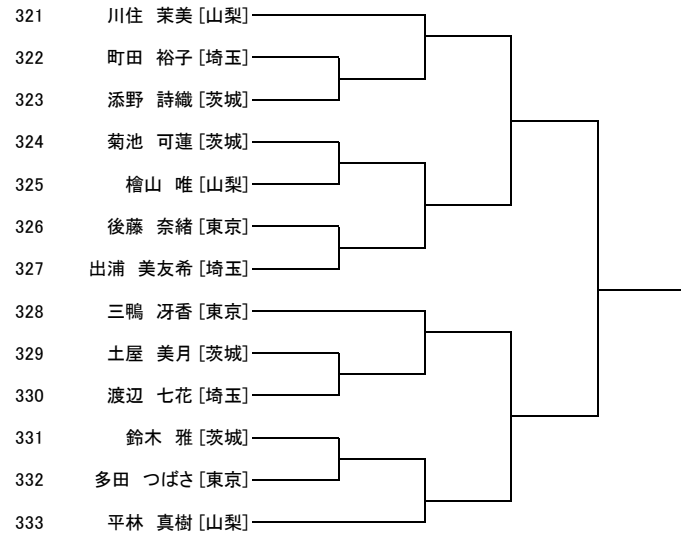 321 川住 茉美 [山梨]
322 町田 裕子 [埼玉]
323 添野 詩織 [茨城]
324 菊池 可蓮 [茨城]
325 檜山 唯 [山梨]
326 後藤 奈緒 [東京]
327 出浦 美友希 [埼玉]
328 三鴨 冴香 [東京]
329 土屋 美月 [茨城]
330 渡辺 七花 [埼玉]
331 鈴木 雅 [茨城]
332 多田 つばさ [東京]
333 平林 真樹 [山梨]